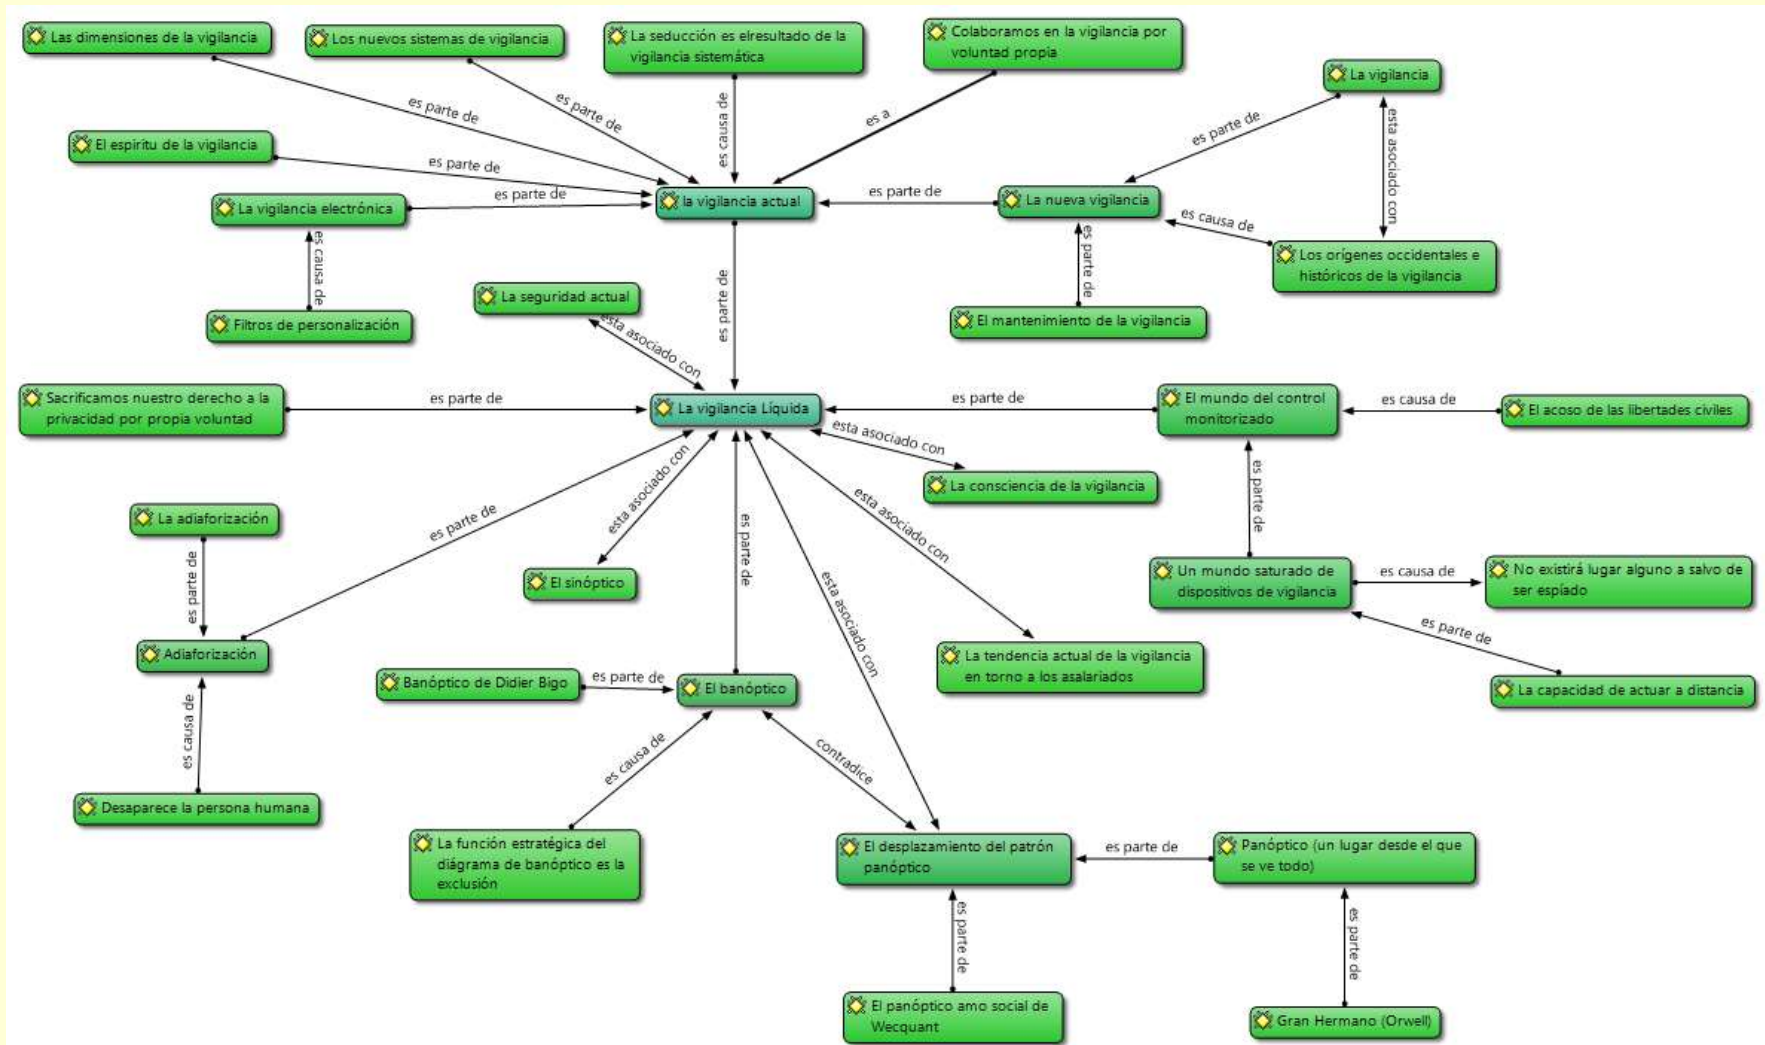 Las dimensiones de la vigilancia
Los nuevos sistemas de vigilancia
La seducción es elresultado de la
vigilancia sistemática
Colaboramos en la vigilancia por
voluntad propia
La vigilancia
es parte de
es parte de
es causa de
es a
es parte de
esta asociado con
El espiritu de la vigilancia
es parte de
La vigilancia electrónica
es parte de
la vigilancia actual
es parte de
La nueva vigilancia
es causa de
Los orígenes occidentales e
históricos de la vigilancia
es causa de
es parte de
es parte de
La seguridad actual
Filtros de personalización
El mantenimiento de la vigilancia
esta asociado con
Sacrificamos nuestro derecho a la
privacidad por propia voluntad
es parte de
La vigilancia Líquida
es parte de
El mundo del control
monitorizado
es causa de
El acoso de las libertades civiles
esta asociado con
La consciencia de la vigilancia
es parte de
La adiaforización
es parte de
es parte de
esta asociado con
El sinóptico
es parte de
esta asociado con
esta asociado con
Un mundo saturado de
dispositivos de vigilancia
es causa de
No existirá lugar alguno a salvo de
ser espíado
es parte de
La capacidad de actuar a distancia
Adiaforización
La tendencia actual de la vigilancia
en torno a los asalariados
Banóptico de Didier Bigo
es parte de
El banóptico
es causa de
Desaparece la persona humana
es causa de
contradice
La función estratégica del
diágrama de banóptico es la
exclusión
El desplazamiento del patrón
panóptico
es parte de
Panóptico (un lugar desde el que
se ve todo)
es parte de
es parte de
El panóptico amo social de
Wecquant
Gran Hermano (Orwell)